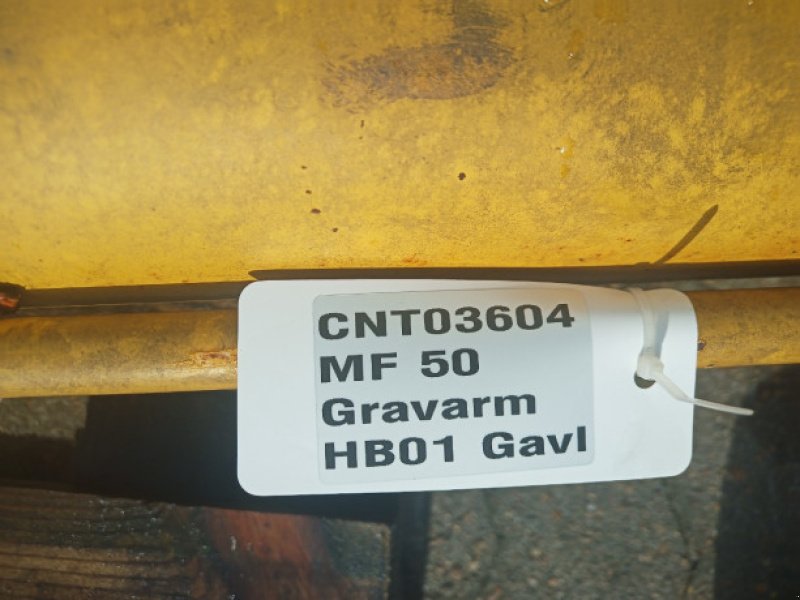 CNT03604
MF 50
Gravarm
HB01 Gavl